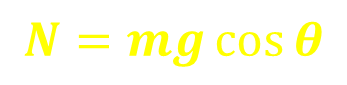 N = mg cos θ